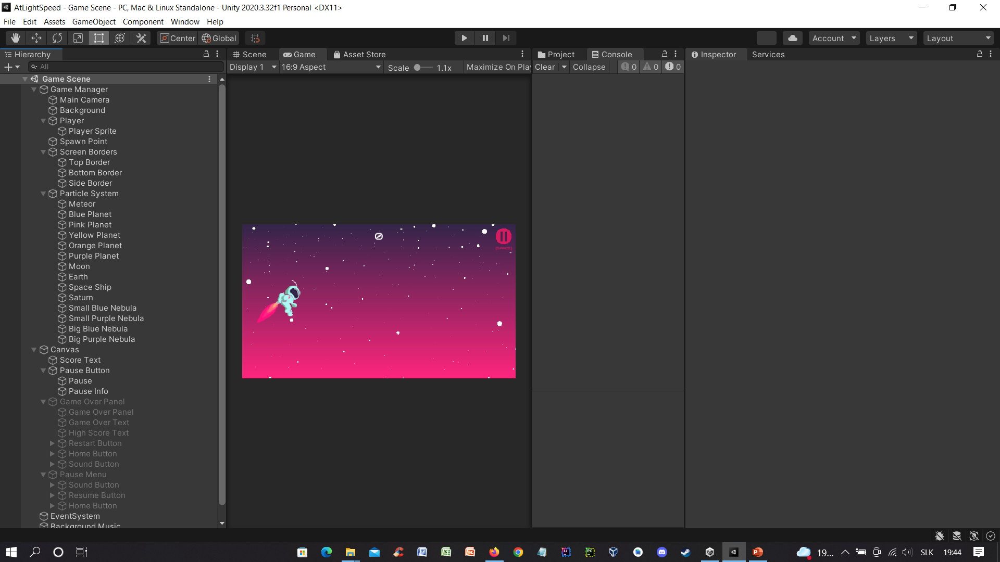 AtLightSpeed - Game Scene - PC, Mac & Linux Standalone - Unity 2020.3.32f1 Personal <DX11>
File Edit Assets GameObject Component Window Help
Center Global Account Layers Layout
Hierarchy Scene Game Asset Store Project Console Inspector Services
All Display 1 16:9 Aspect Scale 1.1x Maximize On Play Clear Collapse 0 0 0
Game Scene
Game Manager
Main Camera
Background
Player
Player Sprite
Spawn Point
Screen Borders
Top Border
Bottom Border
Side Border
Particle System
Meteor
Blue Planet
Pink Planet
Yellow Planet
Orange Planet
Purple Planet
Moon
Earth
Space Ship
Saturn
Small Blue Nebula
Small Purple Nebula
Big Blue Nebula
Big Purple Nebula
Canvas
Score Text
Pause Button
Pause
Pause Info
Game Over Panel
Game Over Panel
Game Over Text
High Score Text
Restart Button
Home Button
Sound Button
Pause Menu
Sound Button
Resume Button
Home Button
EventSystem
Background Music
0
19... SLK 19:44